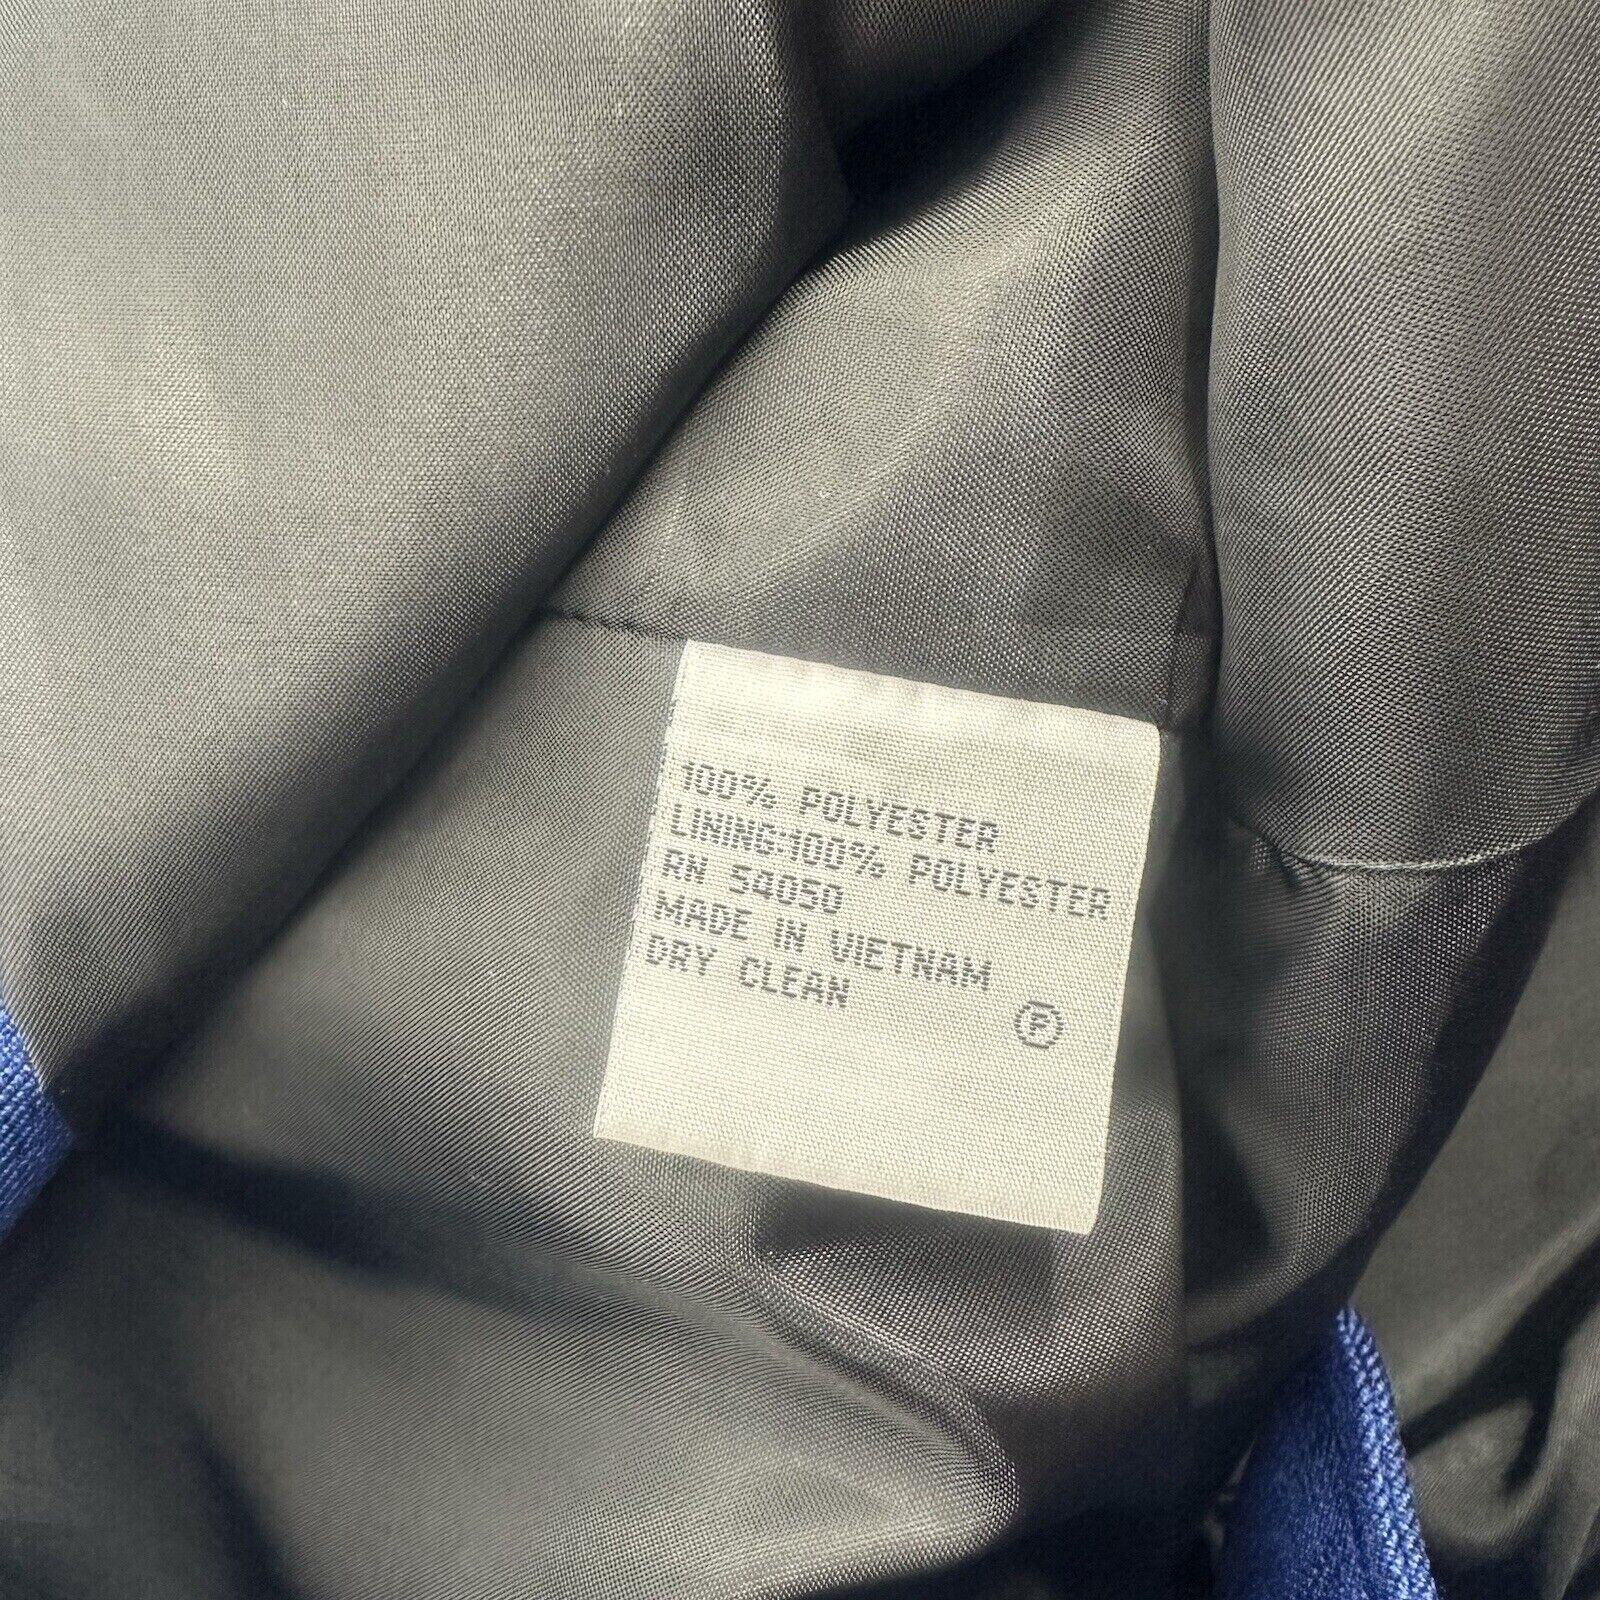 100% POLYESTER
LINING:100% POLYESTER
RN 54050
MADE IN VIETNAM
DRY CLEAN
P